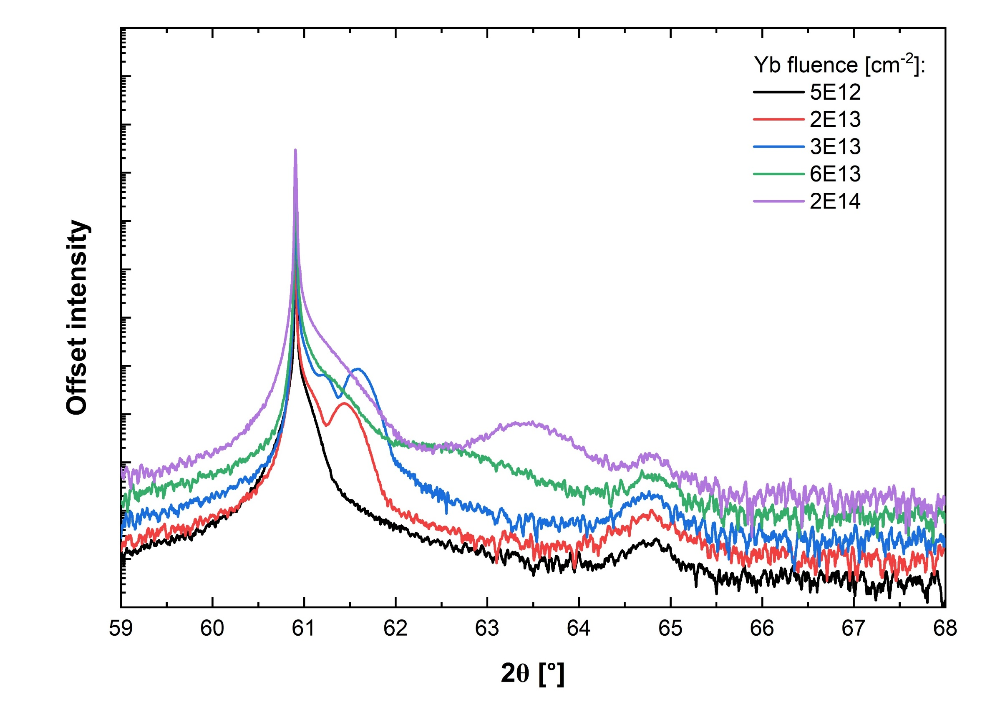 Yb fluence [cm⁻²]:
5E12
2E13
3E13
6E13
2E14
Offset intensity
59 60 61 62 63 64 65 66 67 68
2θ [°]